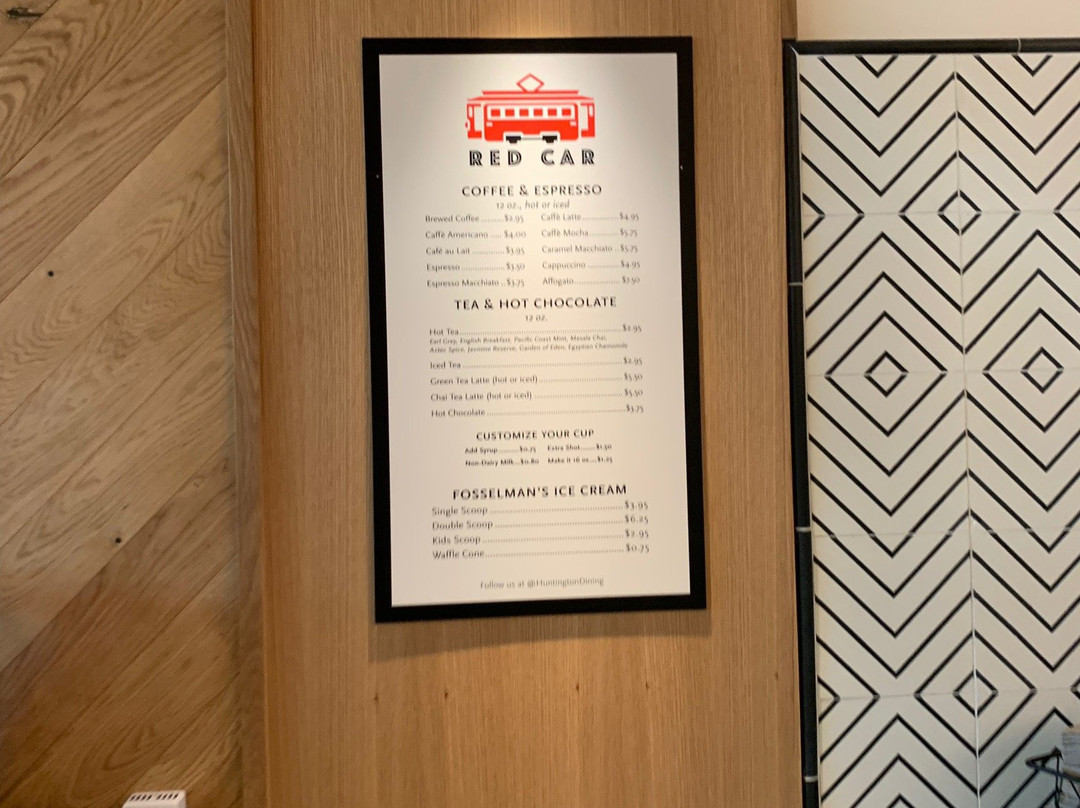 RED CAR
COFFEE & ESPRESSO
12 oz., hot or iced
Brewed Coffee ......... $2.95
Caffè Americano ..... $4.00
Café au Lait ............. $3.95
Espresso .................. $3.50
Espresso Macchiato .. $3.75
Caffè Latte .............. $4.95
Caffè Mocha ............ $5.75
Caramel Macchiato .. $5.75
Cappuccino ............. $4.95
Affogato .................. $7.50
TEA & HOT CHOCOLATE
12 oz.
Hot Tea ............................................................ $2.95
Earl Grey, English Breakfast, Pacific Coast Mint, Masala Chai,
Aztec Spice, Jasmine Reserve, Garden of Eden, Egyptian Chamomile
Iced Tea ........................................................... $2.95
Green Tea Latte (hot or iced) ............................... $5.50
Chai Tea Latte (hot or iced) ................................. $5.50
Hot Chocolate ................................................... $3.75
CUSTOMIZE YOUR CUP
Add Syrup .......... $0.75 Extra Shot ........ $1.50
Non-Dairy Milk ... $0.80 Make it 16 oz. ... $1.25
FOSSELMAN'S ICE CREAM
Single Scoop ...................................... $3.95
Double Scoop ..................................... $6.25
Kids Scoop ......................................... $2.95
Waffle Cone ........................................ $0.75
Follow us at @HuntingtonDining